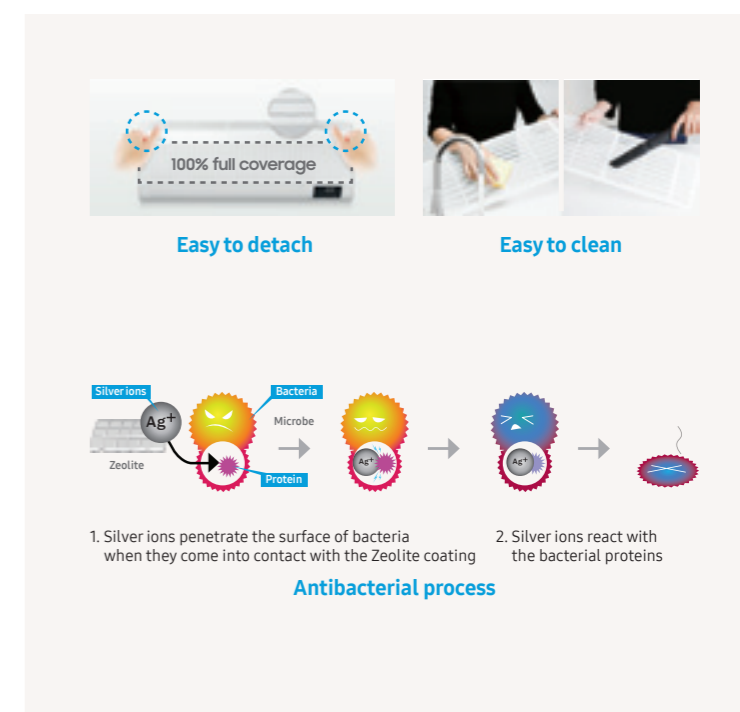 100% full coverage
Easy to detach
Easy to clean
Silver ions
Ag+
Zeolite
Bacteria
Microbe
Protein
Ag+
Ag+
1. Silver ions penetrate the surface of bacteria
when they come into contact with the Zeolite coating
2. Silver ions react with
the bacterial proteins
Antibacterial process